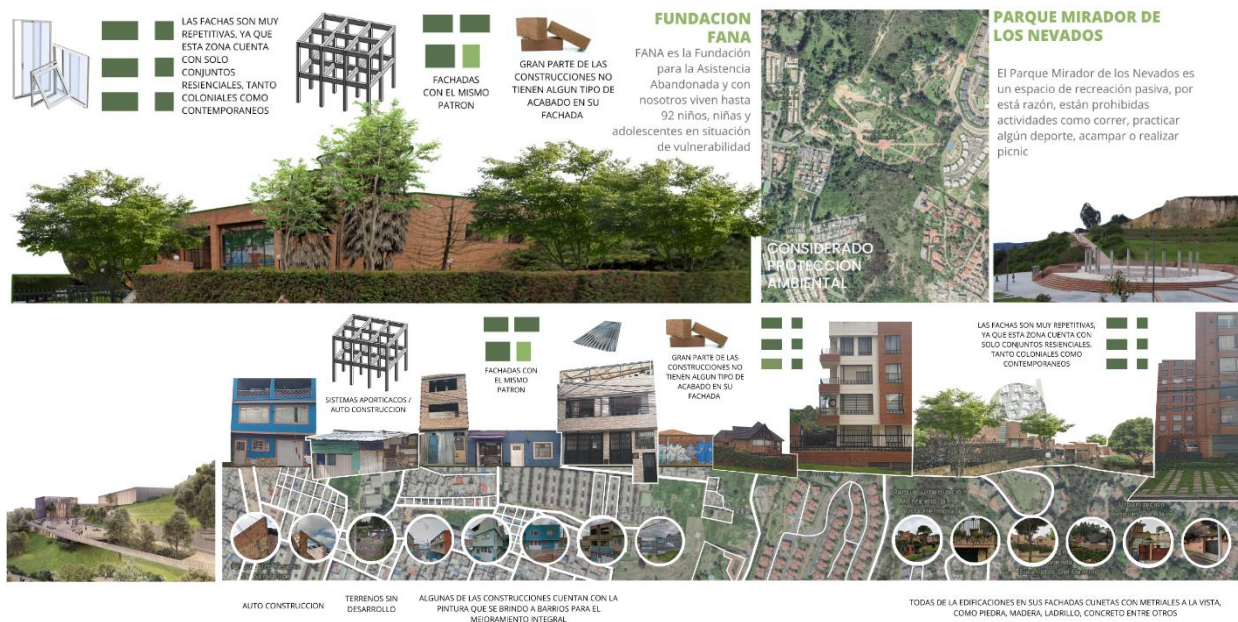 LAS FACHAS SON MUY
REPETITIVAS, YA QUE
ESTA ZONA CUENTA
CON SOLO
CONJUNTOS
RESIENCIALES, TANTO
COLONIALES COMO
CONTEMPORANEOS
FACHADAS
CON EL MISMO
PATRON
GRAN PARTE DE LAS
CONSTRUCCIONES NO
TIENEN ALGUN TIPO DE
ACABADO EN SU
FACHADA
FUNDACION
FANA
FANA es la Fundación
para la Asistencia
Abandonada y con
nosotros viven hasta
92 niños, niñas y
adolescentes en situación
de vulnerabilidad
CONSIDERADO
PROTECCION
AMBIENTAL
PARQUE MIRADOR DE
LOS NEVADOS
El Parque Mirador de los Nevados es
un espacio de recreación pasiva, por
está razón, están prohibidas
actividades como correr, practicar
algún deporte, acampar o realizar
picnic
SISTEMAS APORTICACOS /
AUTO CONSTRUCCION
FACHADAS CON
EL MISMO
PATRON
GRAN PARTE DE LAS
CONSTRUCCIONES NO
TIENEN ALGUN TIPO DE
ACABADO EN SU
FACHADA
LAS FACHAS SON MUY REPETITIVAS,
YA QUE ESTA ZONA CUENTA CON
SOLO CONJUNTOS RESIENCIALES,
TANTO COLONIALES COMO
CONTEMPORANEOS
AUTO CONSTRUCCION
TERRENOS SIN
DESARROLLO
ALGUNAS DE LAS CONSTRUCCIONES CUENTAN CON LA
PINTURA QUE SE BRINDO A BARRIOS PARA EL
MEJORAMIENTO INTEGRAL
TODAS DE LA EDIFICACIONES EN SUS FACHADAS CUNETAS CON METRIALES A LA VISTA,
COMO PIEDRA, MADERA, LADRILLO, CONCRETO ENTRE OTROS